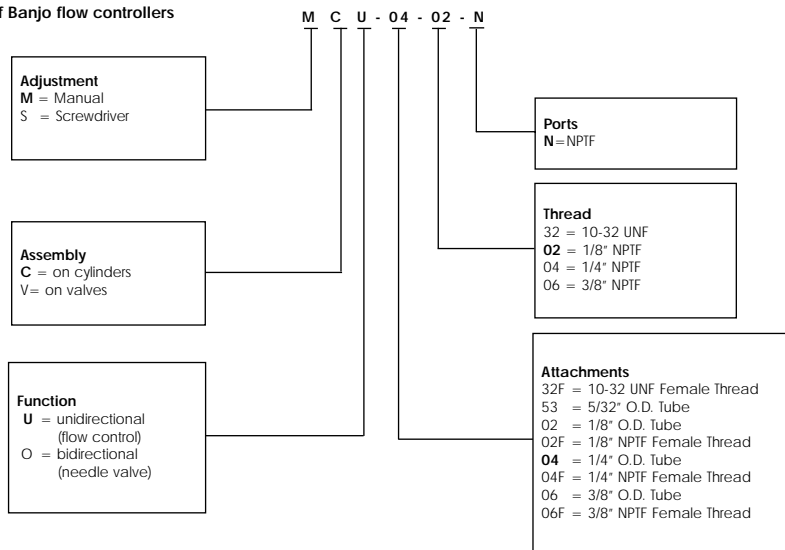 f Banjo flow controllers
M C U - 04 - 02 - N
Adjustment
M = Manual
S = Screwdriver
Assembly
C = on cylinders
V= on valves
Function
U = unidirectional
(flow control)
O = bidirectional
(needle valve)
Ports
N=NPTF
Thread
32 = 10-32 UNF
02 = 1/8" NPTF
04 = 1/4" NPTF
06 = 3/8" NPTF
Attachments
32F = 10-32 UNF Female Thread
53 = 5/32" O.D. Tube
02 = 1/8" O.D. Tube
02F = 1/8" NPTF Female Thread
04 = 1/4" O.D. Tube
04F = 1/4" NPTF Female Thread
06 = 3/8" O.D. Tube
06F = 3/8" NPTF Female Thread